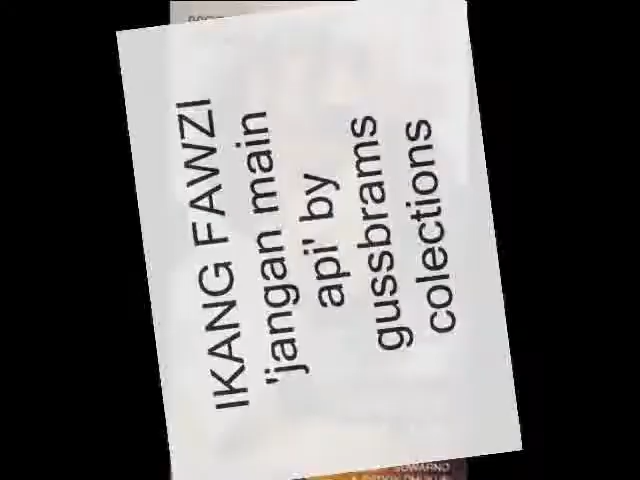 IKANG FAWZI
'jangan main
api' by
gussbrams
colections